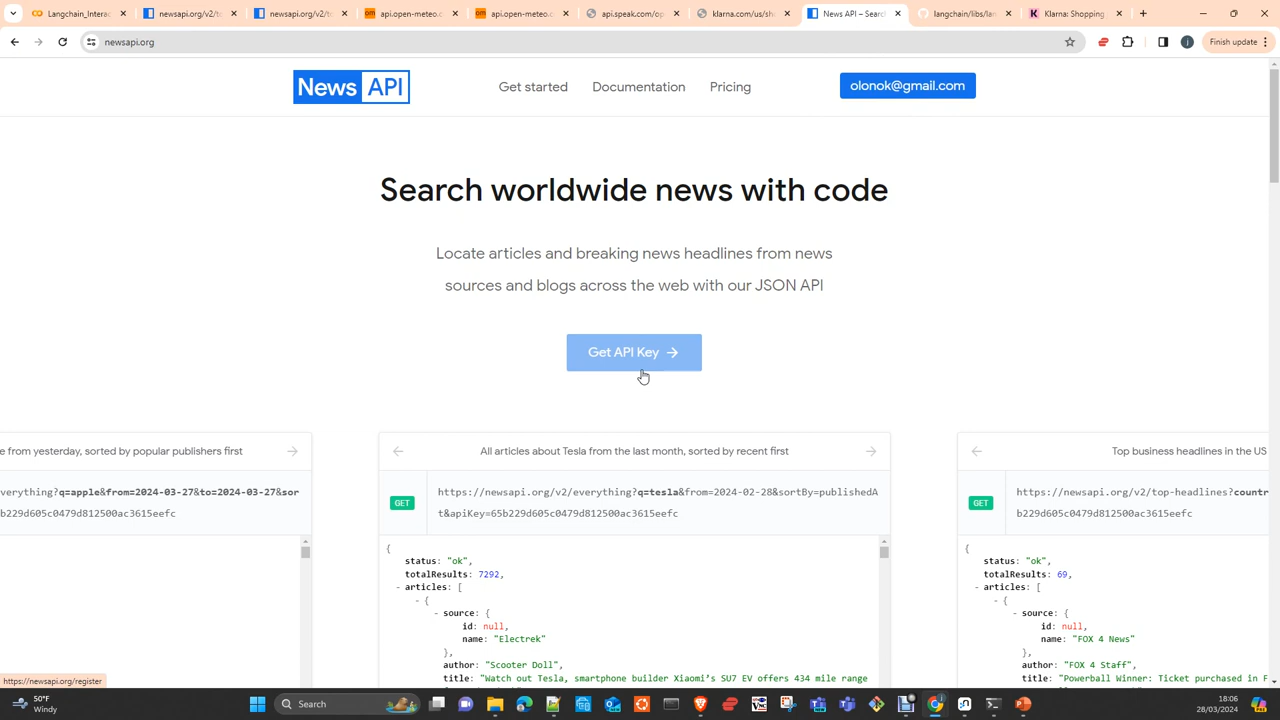 Langchain_Interac
newsapi.org/v2/to
newsapi.org/v2/to
api.open-meteo.c
api.open-meteo.c
api.speak.com/op
klarna.com/us/sho
News API – Searc
langchain/libs/lan
Klarna: Shopping
newsapi.org
Finish update
News API
Get started
Documentation
Pricing
olonok@gmail.com
Search worldwide news with code
Locate articles and breaking news headlines from news
sources and blogs across the web with our JSON API
Get API Key →
e from yesterday, sorted by popular publishers first
verything?q=apple&from=2024-03-27&to=2024-03-27&sor
b229d605c0479d812500ac3615eefc
All articles about Tesla from the last month, sorted by recent first
GET
https://newsapi.org/v2/everything?q=tesla&from=2024-02-28&sortBy=publishedA
t&apiKey=65b229d605c0479d812500ac3615eefc
{
status: "ok",
totalResults: 7292,
- articles: [
- {
- source: {
id: null,
name: "Electrek"
},
author: "Scooter Doll",
title: "Watch out Tesla, smartphone builder Xiaomi's SU7 EV offers 434 mile range
Top business headlines in the US
GET
https://newsapi.org/v2/top-headlines?countr
b229d605c0479d812500ac3615eefc
{
status: "ok",
totalResults: 69,
- articles: [
- {
- source: {
id: null,
name: "FOX 4 News"
},
author: "FOX 4 Staff",
title: "Powerball Winner: Ticket purchased in F
https://newsapi.org/register
50°F
Windy
Search
18:06
28/03/2024